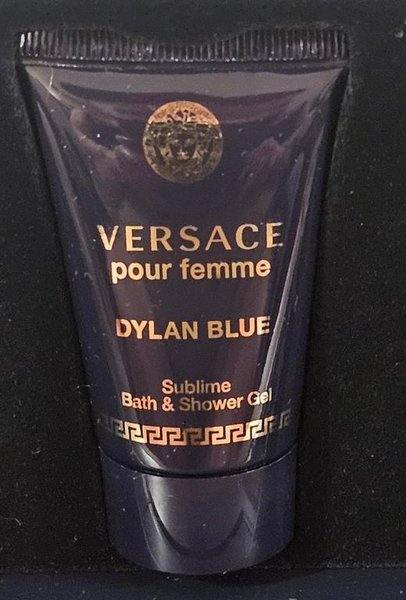 VERSACE
pour femme
DYLAN BLUE
Sublime
Bath & Shower Gel